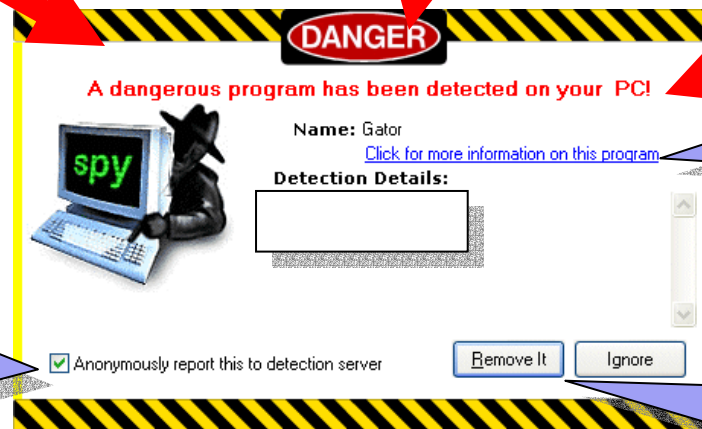 DANGER
A dangerous program has been detected on your PC!
spy
Name: Gator
Click for more information on this program
Detection Details:
Anonymously report this to detection server
Remove It
Ignore